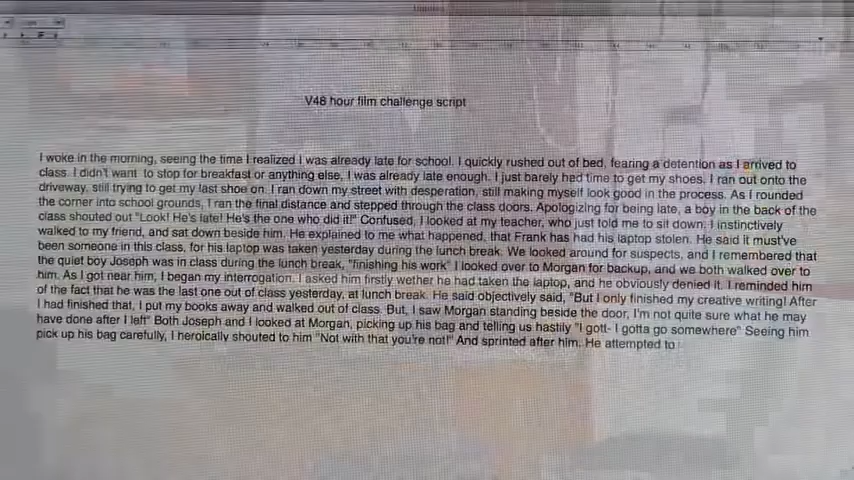 V48 hour film challenge script
I woke in the morning, seeing the time I realized I was already late for school. I quickly rushed out of bed, fearing a detention as I arrived to
class. I didn't want to stop for breakfast or anything else, I was already late enough. I just barely hed time to get my shoes. I ran out onto the
driveway, still trying to get my last shoe on. I ran down my street with desperation, still making myself look good in the process. As I rounded
the corner into school grounds, I ran the final distance and stepped through the class doors. Apologizing for being late, a boy in the back of the
class shouted out "Look! He's late! He's the one who did it!" Confused, I looked at my teacher, who just told me to sit down. I instinctively
walked to my friend, and sat down beside him. He explained to me what happened, that Frank has had his laptop stolen. He said it must've
been someone in this class, for his laptop was taken yesterday during the lunch break. We looked around for suspects, and I remembered that
the quiet boy Joseph was in class during the lunch break, "finishing his work" I looked over to Morgan for backup, and we both walked over to
him. As I got near him, I began my interrogation. I asked him firstly wether he had taken the laptop, and he obviously denied it. I reminded him
of the fact that he was the last one out of class yesterday, at lunch break. He said objectively said, "But I only finished my creative writing! After
I had finished that, I put my books away and walked out of class. But, I saw Morgan standing beside the door, I'm not quite sure what he may
have done after I left" Both Joseph and I looked at Morgan, picking up his bag and telling us hastily "I gott- I gotta go somewhere" Seeing him
pick up his bag carefully, I heroically shouted to him "Not with that you're not!" And sprinted after him. He attempted to